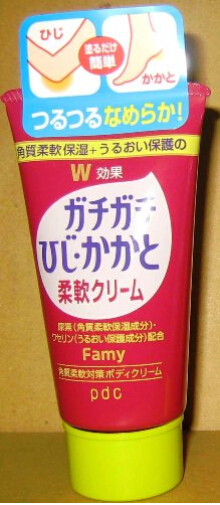 ひじ
塗るだけ
簡単
かかと
つるつるなめらか!
角質柔軟保湿+うるおい保護の
W効果
ガチガチ
ひじ・かかと
柔軟クリーム
尿素(角質柔軟保湿成分)・
ワセリン(うるおい保護成分)配合
Famy
角質柔軟対策ボディクリーム
pdc